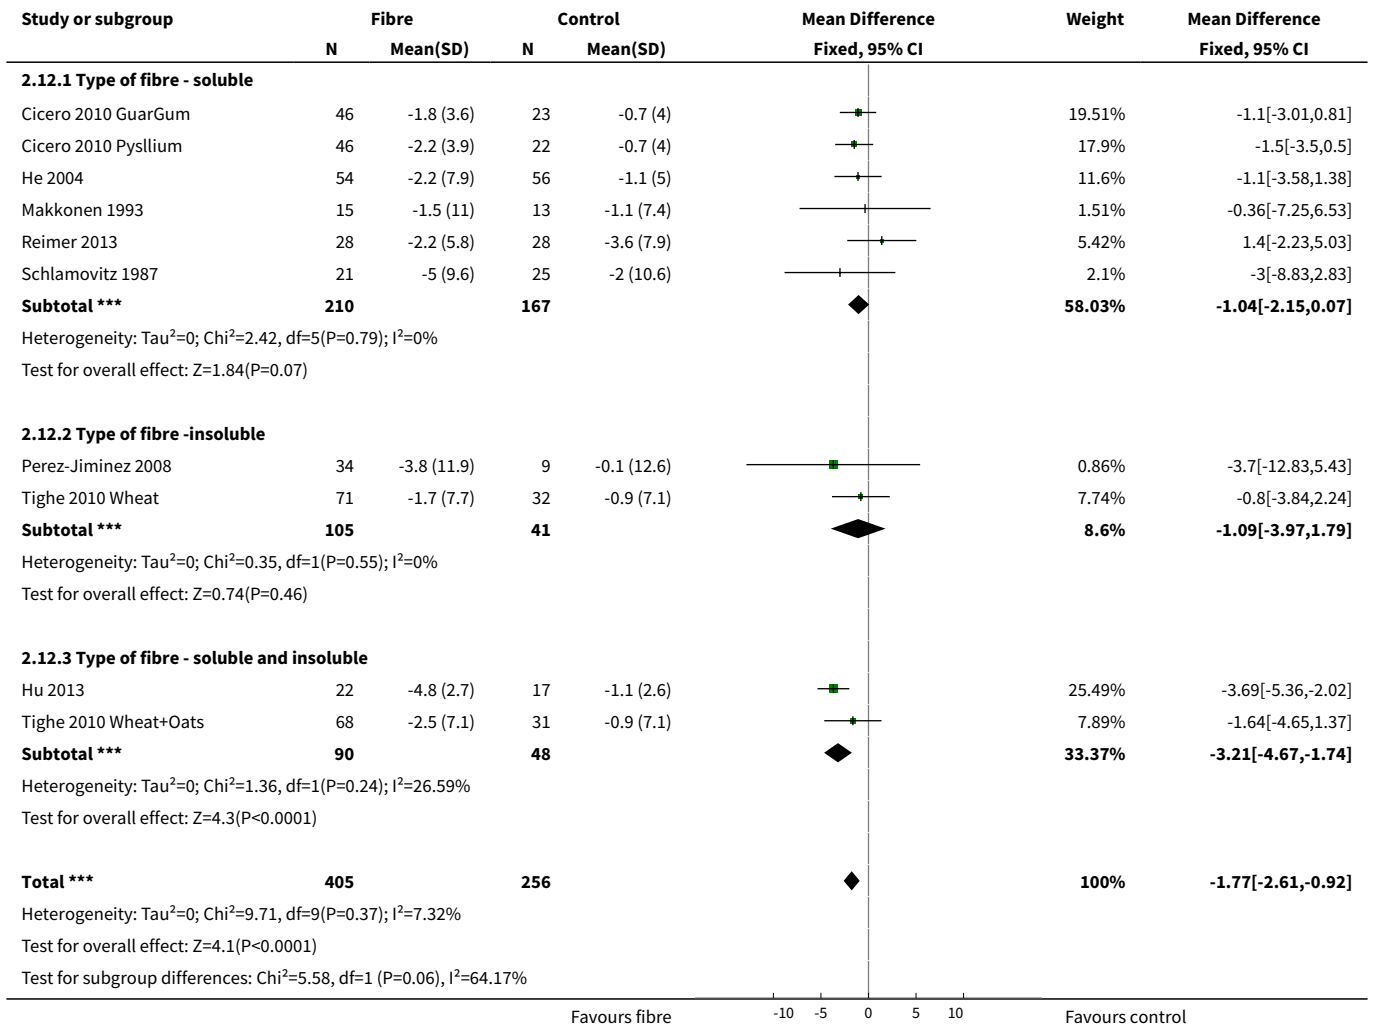 Study or subgroup Fibre Control Mean Difference Weight Mean Difference
N Mean(SD) N Mean(SD) Fixed, 95% CI Fixed, 95% CI
2.12.1 Type of fibre - soluble
Cicero 2010 GuarGum 46 -1.8 (3.6) 23 -0.7 (4) 19.51% -1.1[-3.01,0.81]
Cicero 2010 Pysllium 46 -2.2 (3.9) 22 -0.7 (4) 17.9% -1.5[-3.5,0.5]
He 2004 54 -2.2 (7.9) 56 -1.1 (5) 11.6% -1.1[-3.58,1.38]
Makkonen 1993 15 -1.5 (11) 13 -1.1 (7.4) 1.51% -0.36[-7.25,6.53]
Reimer 2013 28 -2.2 (5.8) 28 -3.6 (7.9) 5.42% 1.4[-2.23,5.03]
Schlamovitz 1987 21 -5 (9.6) 25 -2 (10.6) 2.1% -3[-8.83,2.83]
Subtotal *** 210 167 58.03% -1.04[-2.15,0.07]
Heterogeneity: Tau²=0; Chi²=2.42, df=5(P=0.79); I²=0%
Test for overall effect: Z=1.84(P=0.07)
2.12.2 Type of fibre -insoluble
Perez-Jiminez 2008 34 -3.8 (11.9) 9 -0.1 (12.6) 0.86% -3.7[-12.83,5.43]
Tighe 2010 Wheat 71 -1.7 (7.7) 32 -0.9 (7.1) 7.74% -0.8[-3.84,2.24]
Subtotal *** 105 41 8.6% -1.09[-3.97,1.79]
Heterogeneity: Tau²=0; Chi²=0.35, df=1(P=0.55); I²=0%
Test for overall effect: Z=0.74(P=0.46)
2.12.3 Type of fibre - soluble and insoluble
Hu 2013 22 -4.8 (2.7) 17 -1.1 (2.6) 25.49% -3.69[-5.36,-2.02]
Tighe 2010 Wheat+Oats 68 -2.5 (7.1) 31 -0.9 (7.1) 7.89% -1.64[-4.65,1.37]
Subtotal *** 90 48 33.37% -3.21[-4.67,-1.74]
Heterogeneity: Tau²=0; Chi²=1.36, df=1(P=0.24); I²=26.59%
Test for overall effect: Z=4.3(P<0.0001)
Total *** 405 256 100% -1.77[-2.61,-0.92]
Heterogeneity: Tau²=0; Chi²=9.71, df=9(P=0.37); I²=7.32%
Test for overall effect: Z=4.1(P<0.0001)
Test for subgroup differences: Chi²=5.58, df=1 (P=0.06), I²=64.17%
Favours fibre -10 -5 0 5 10 Favours control